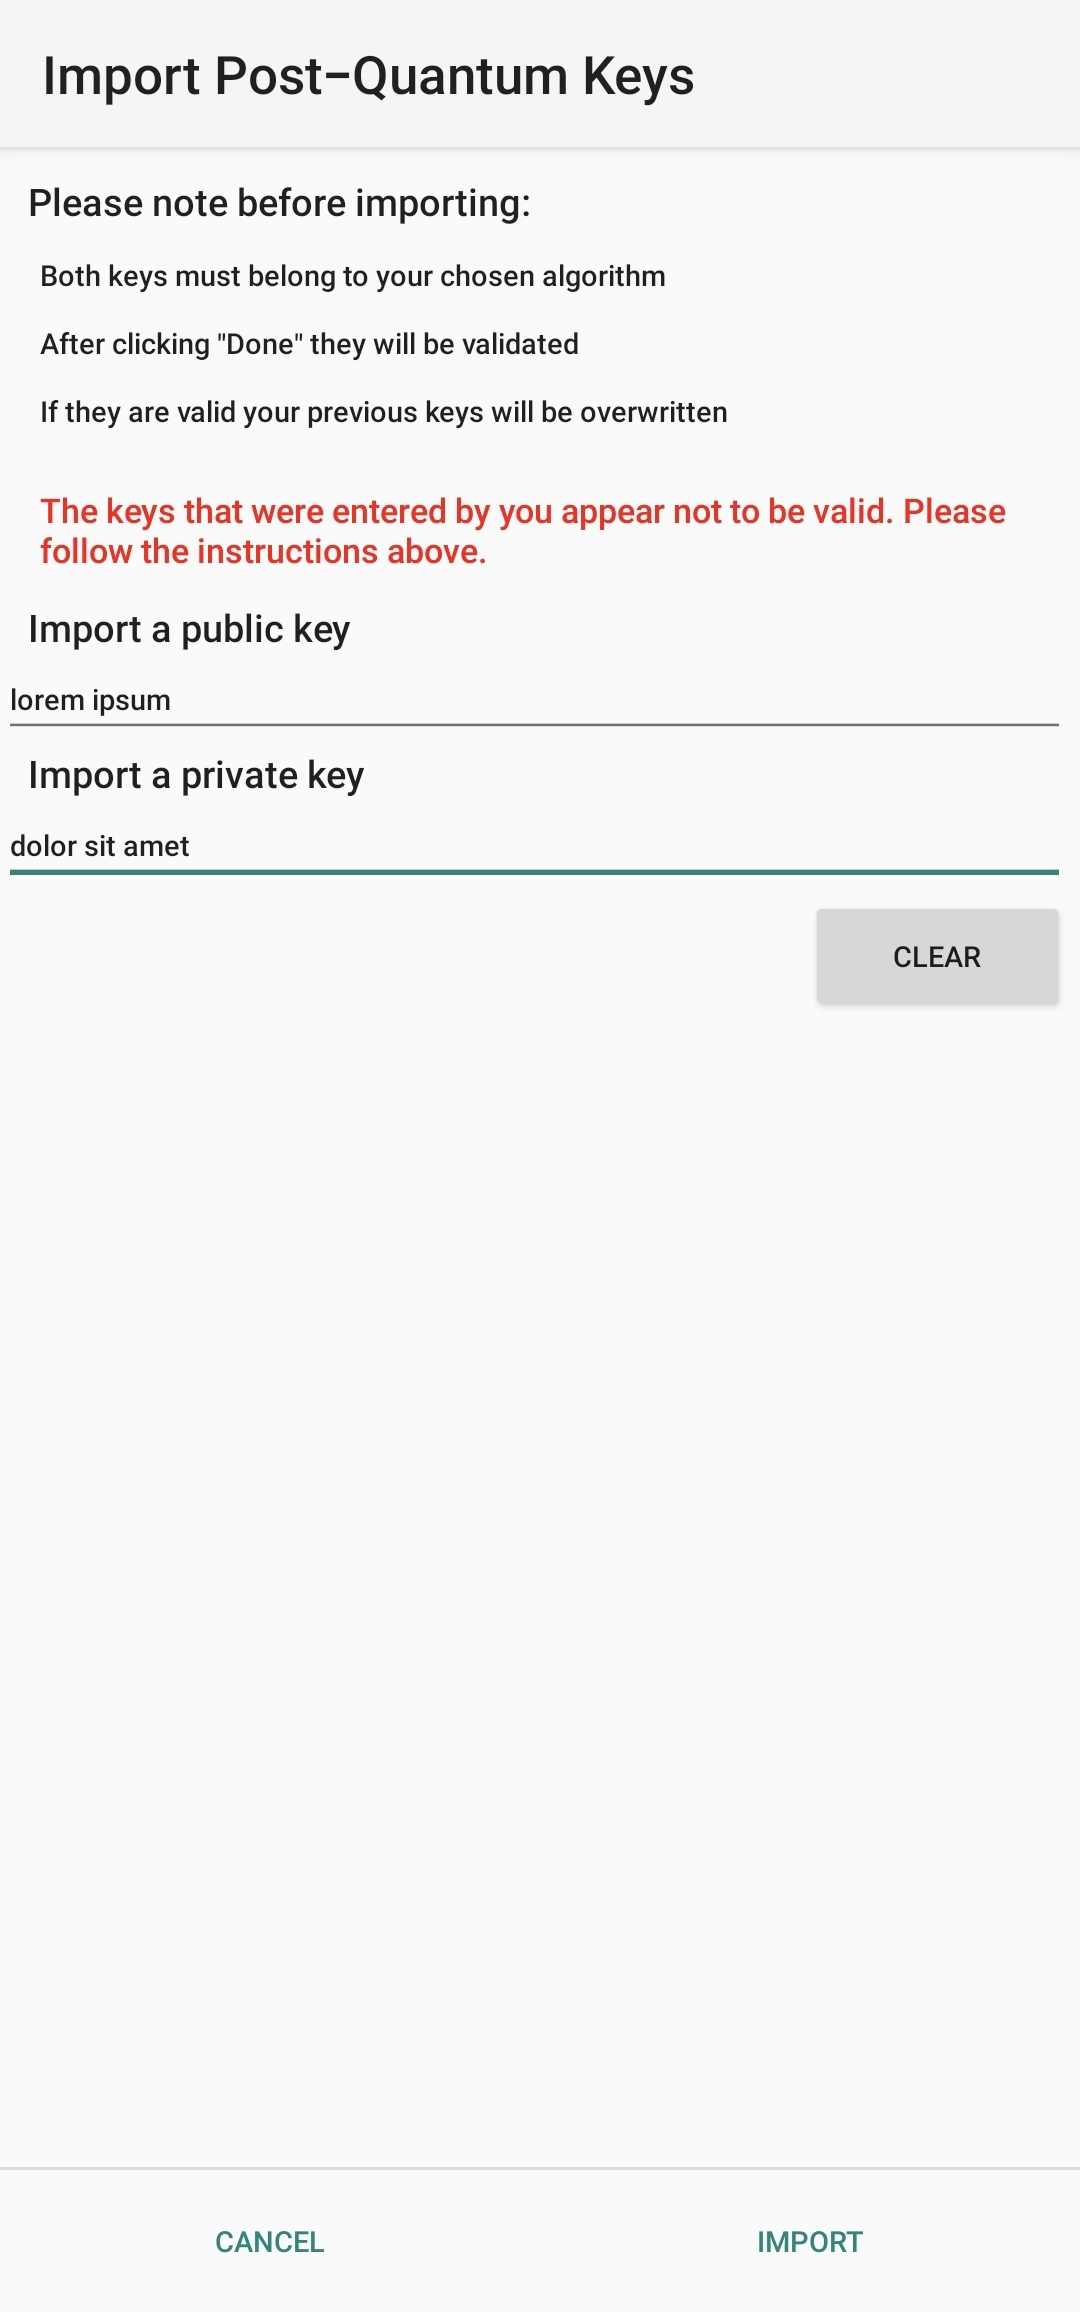 Import Post-Quantum Keys
Please note before importing:
Both keys must belong to your chosen algorithm
After clicking "Done" they will be validated
If they are valid your previous keys will be overwritten
The keys that were entered by you appear not to be valid. Please
follow the instructions above.
Import a public key
lorem ipsum
Import a private key
dolor sit amet
CLEAR
CANCEL
IMPORT